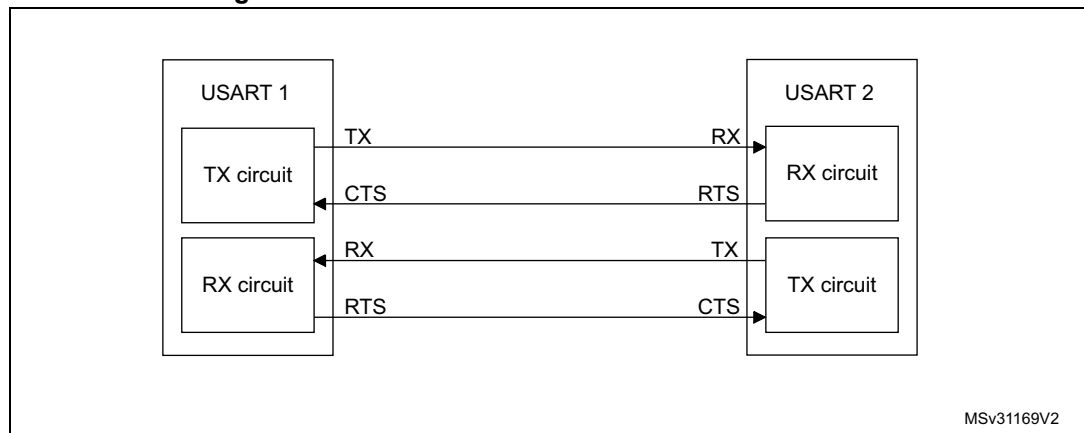 USART 1
USART 2
TX
RX
TX circuit
RX circuit
CTS
RTS
RX
TX
RX circuit
TX circuit
RTS
CTS
MSv31169V2